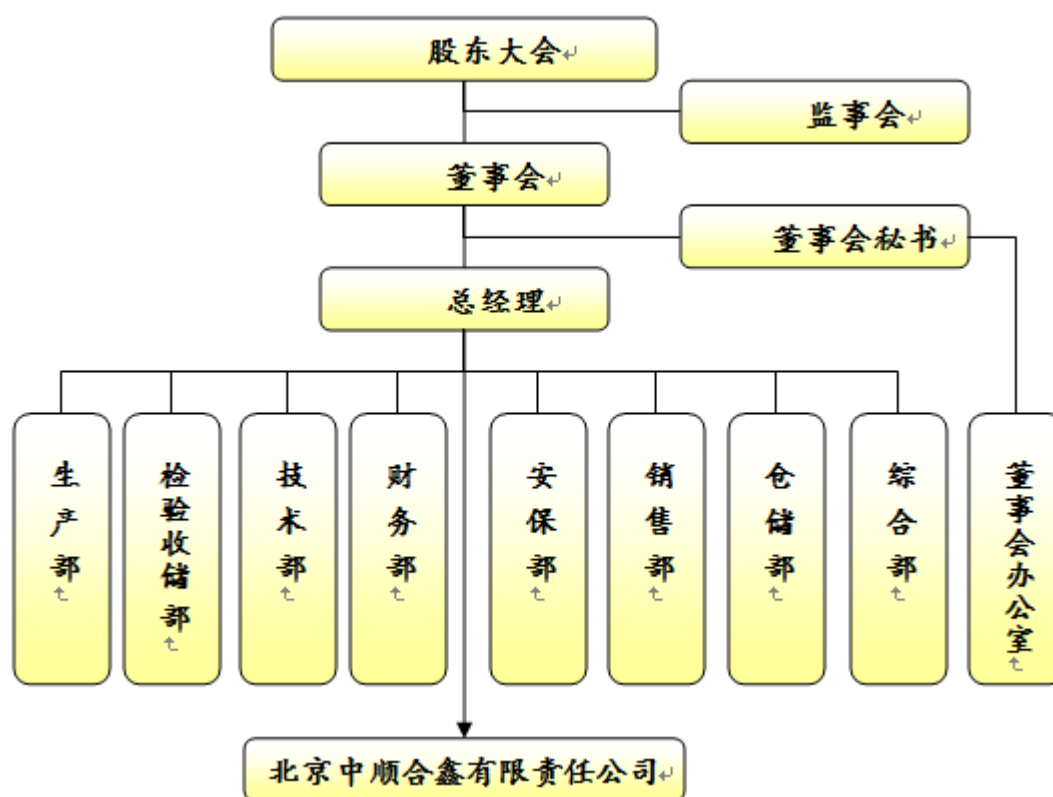 股东大会
监事会
董事会
董事会秘书
总经理
生产部
检验收储部
技术部
财务部
安保部
销售部
仓储部
综合部
董事会办公室
北京中顺合鑫有限责任公司